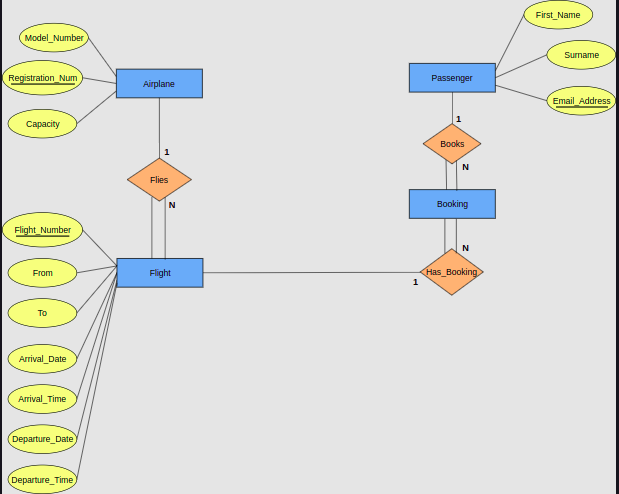 First_Name
Model_Number
Surname
Registration_Num
Passenger
Airplane
Email_Address
Capacity
1
Books
1
N
Flies
N
Booking
Flight_Number
N
From
Flight
Has_Booking
1
To
Arrival_Date
Arrival_Time
Departure_Date
Departure_Time